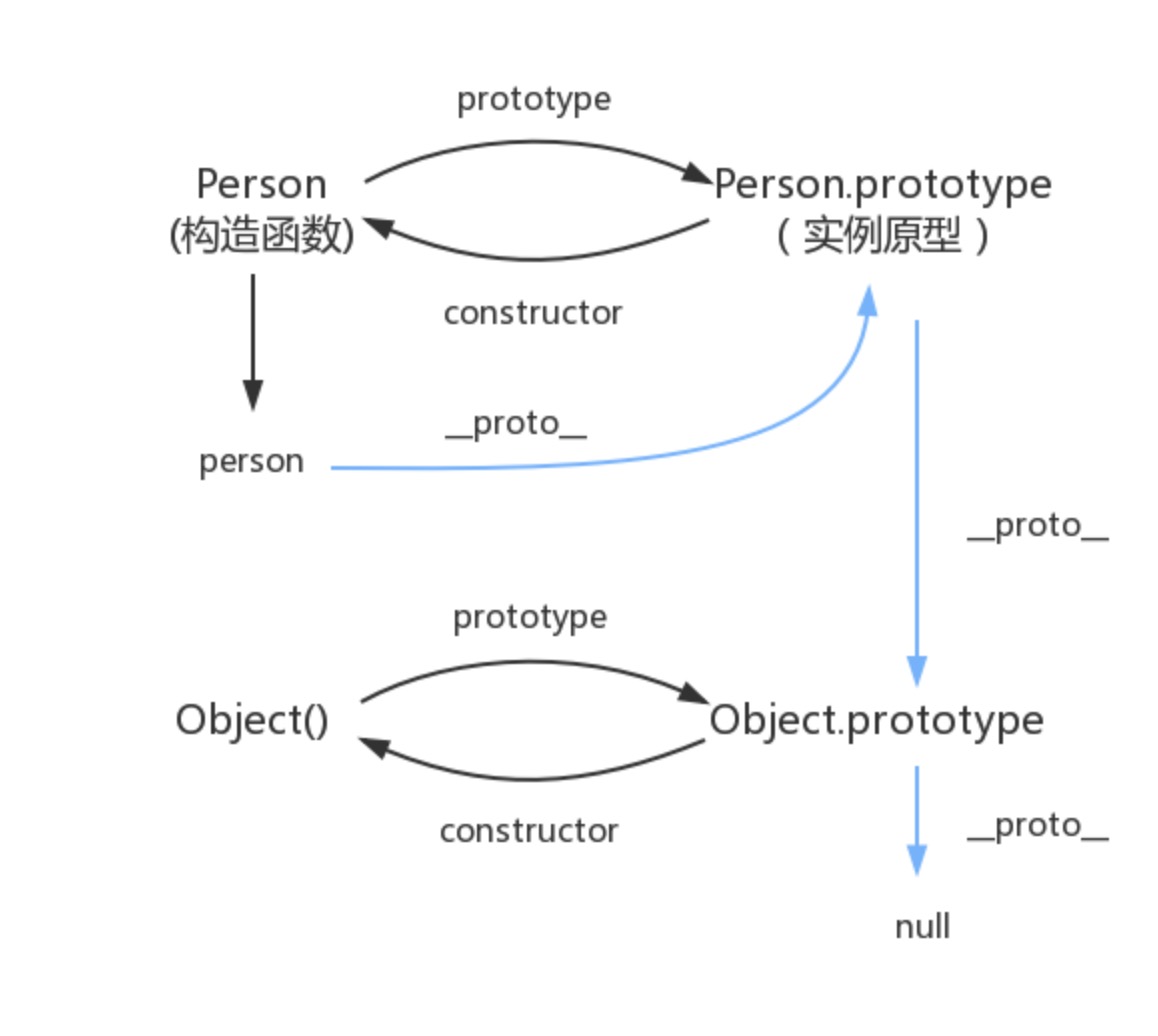 prototype
Person
(构造函数)
Person.prototype
（ 实例原型 ）
constructor
__proto__
person
__proto__
prototype
Object()
Object.prototype
constructor
__proto__
null